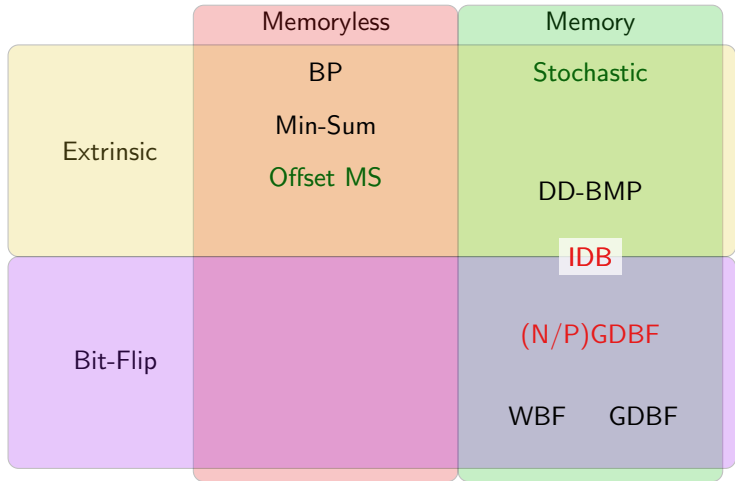 Memoryless
Memory
BP
Stochastic
Min-Sum
Extrinsic
Offset MS
DD-BMP
IDB
(N/P)GDBF
Bit-Flip
WBF GDBF